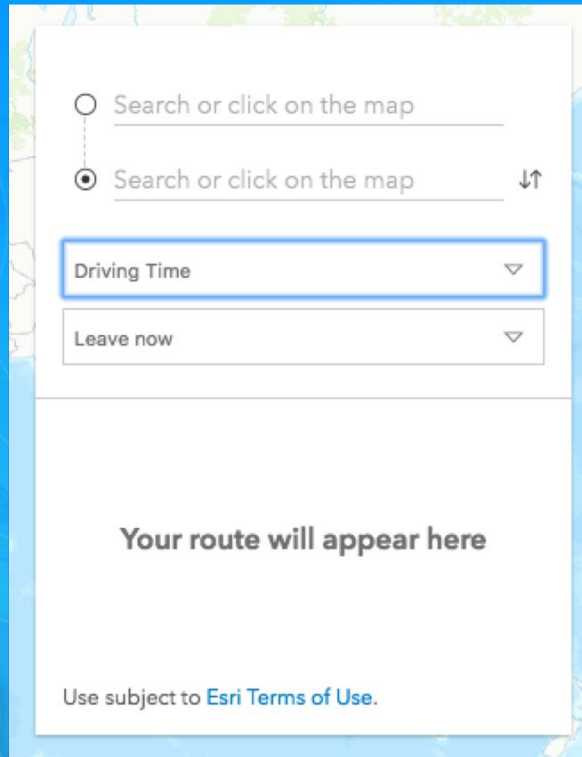 Search or click on the map
Search or click on the map
Driving Time
Leave now
Your route will appear here
Use subject to Esri Terms of Use.